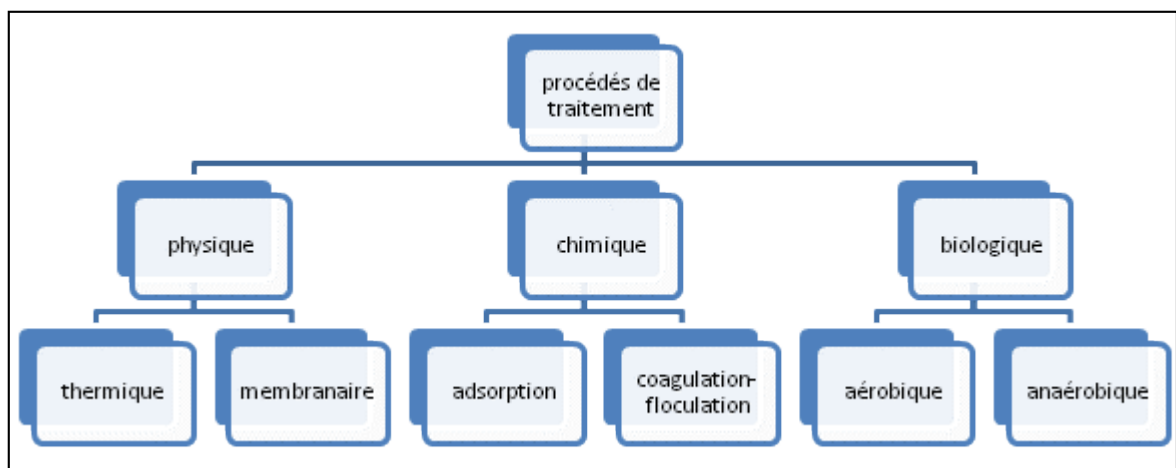 procédés de
traitement
physique
chimique
biologique
thermique
membranaire
adsorption
coagulation-
floculation
aérobique
anaérobique